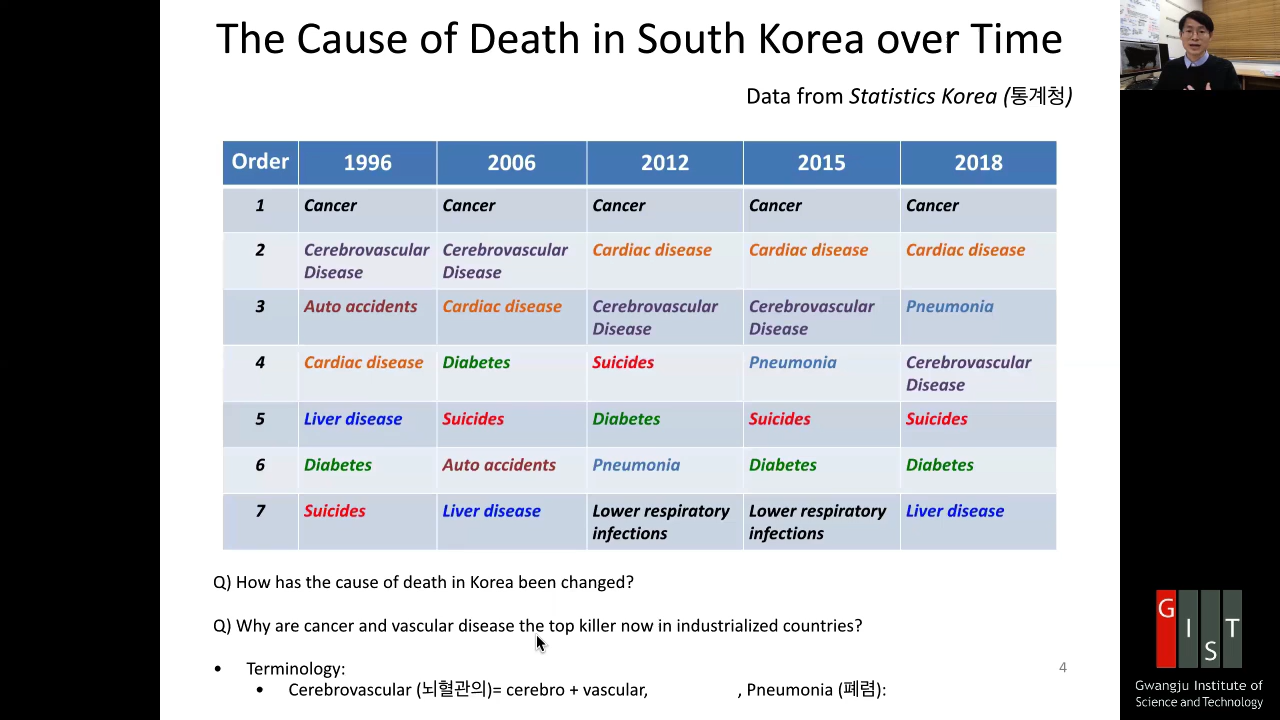 The Cause of Death in South Korea over Time
Data from Statistics Korea (통계청)
Order 1996 2006 2012 2015 2018
1 Cancer Cancer Cancer Cancer Cancer
2 Cerebrovascular Disease Cerebrovascular Disease Cardiac disease Cardiac disease Cardiac disease
3 Auto accidents Cardiac disease Cerebrovascular Disease Cerebrovascular Disease Pneumonia
4 Cardiac disease Diabetes Suicides Pneumonia Cerebrovascular Disease
5 Liver disease Suicides Diabetes Suicides Suicides
6 Diabetes Auto accidents Pneumonia Diabetes Diabetes
7 Suicides Liver disease Lower respiratory infections Lower respiratory infections Liver disease
Q) How has the cause of death in Korea been changed?
Q) Why are cancer and vascular disease the top killer now in industrialized countries?
• Terminology:
• Cerebrovascular (뇌혈관의)= cerebro + vascular, , Pneumonia (폐렴):
4
GIST
Gwangju Institute of
Science and Technology